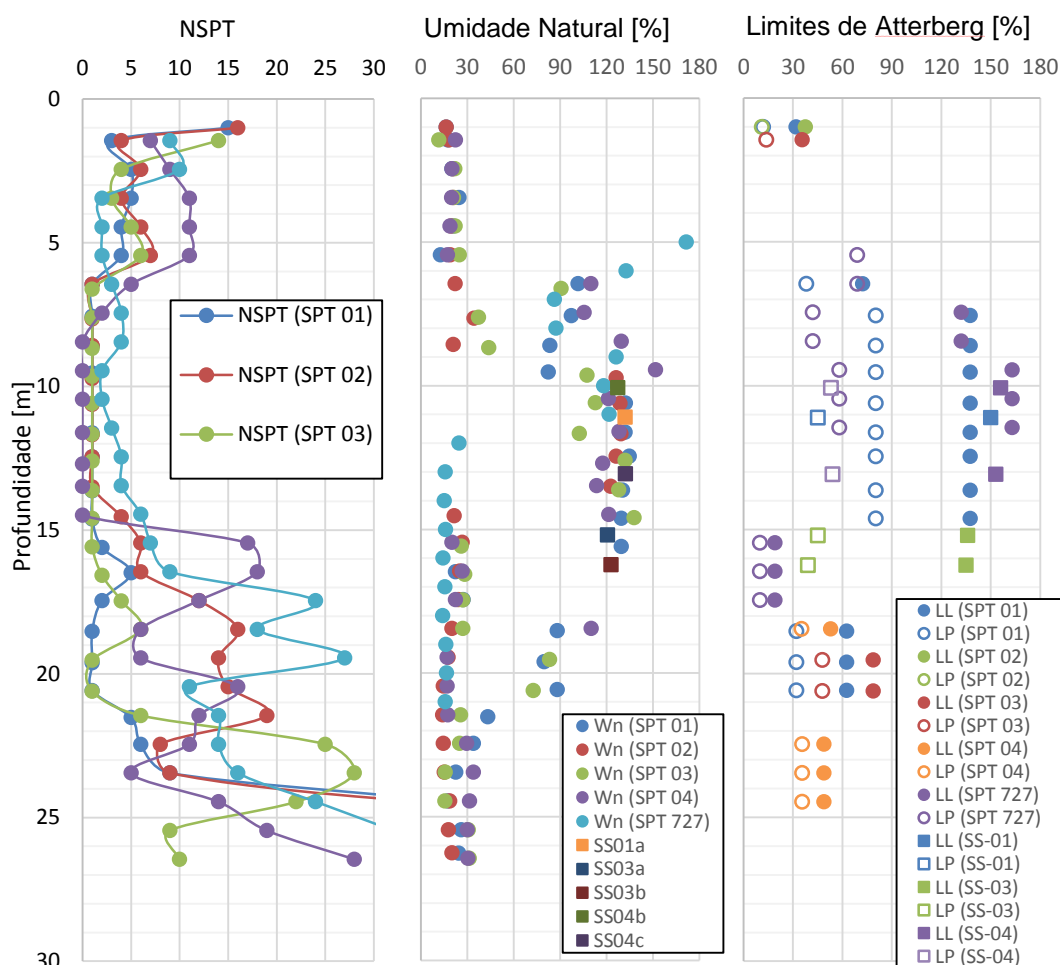 NSPT
Umidade Natural [%]
Limites de Atterberg [%]
0 5 10 15 20 25 30
0 30 60 90 120 150 180
0 30 60 90 120 150 180
0
5
10
15
20
25
30
Profundidade [m]
NSPT (SPT 01)
NSPT (SPT 02)
NSPT (SPT 03)
Wn (SPT 01)
Wn (SPT 02)
Wn (SPT 03)
Wn (SPT 04)
Wn (SPT 727)
SS01a
SS03a
SS03b
SS04b
SS04c
LL (SPT 01)
LP (SPT 01)
LL (SPT 02)
LP (SPT 02)
LL (SPT 03)
LP (SPT 03)
LL (SPT 04)
LP (SPT 04)
LL (SPT 727)
LP (SPT 727)
LL (SS-01)
LP (SS-01)
LL (SS-03)
LP (SS-03)
LL (SS-04)
LP (SS-04)